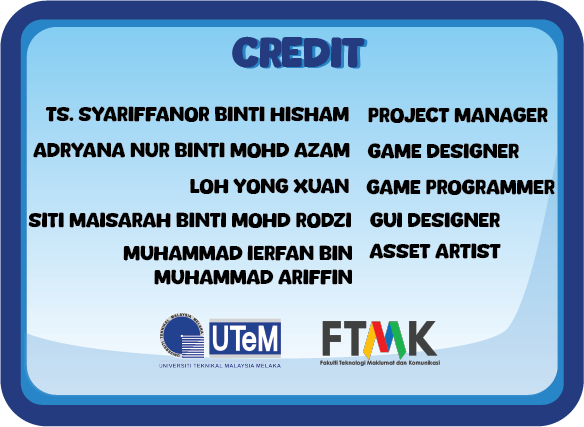 CREDIT
TS. SYARIFFANOR BINTI HISHAM PROJECT MANAGER
ADRYANA NUR BINTI MOHD AZAM GAME DESIGNER
LOH YONG XUAN GAME PROGRAMMER
SITI MAISARAH BINTI MOHD RODZI GUI DESIGNER
MUHAMMAD IERFAN BIN ASSET ARTIST
MUHAMMAD ARIFFIN
UTeM FTMK
UNIVERSITI TEKNIKAL MALAYSIA MELAKA Fakulti Teknologi Maklumat dan Komunikasi